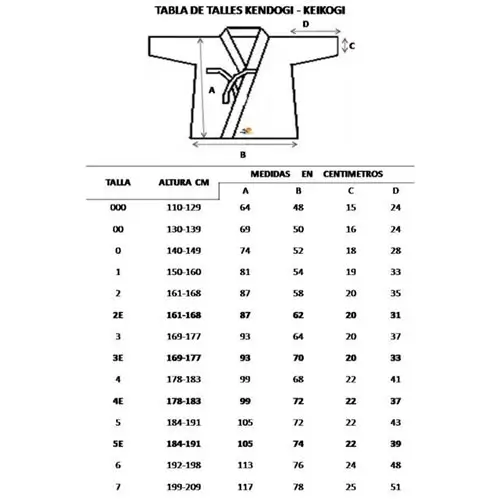 TABLA DE TALLES KENDOGI - KEIKOGI
D
C
A
B
TALLA ALTURA CM MEDIDAS EN CENTIMETROS
A B C D
000 110-129 64 48 15 24
00 130-139 69 50 16 24
0 140-149 74 52 18 28
1 150-160 81 54 19 33
2 161-168 87 58 20 35
2E 161-168 87 62 20 31
3 169-177 93 64 20 37
3E 169-177 93 70 20 33
4 178-183 99 68 22 41
4E 178-183 99 72 22 37
5 184-191 105 72 22 43
5E 184-191 105 74 22 39
6 192-198 113 76 24 48
7 199-209 117 78 25 51